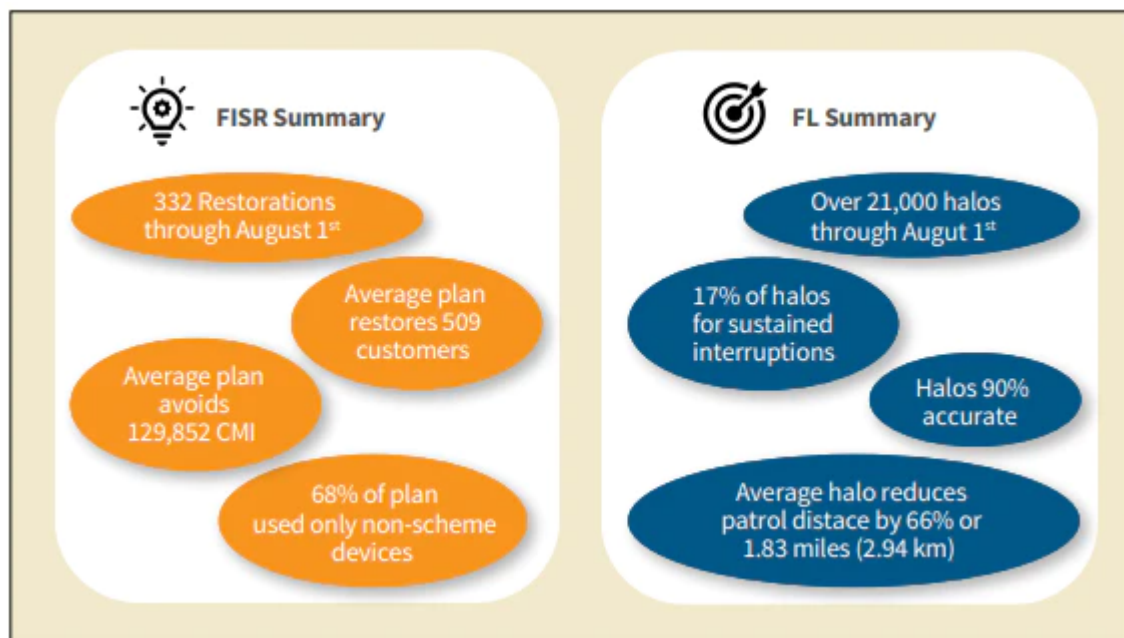 FISR Summary
332 Restorations
through August 1st
Average plan
restores 509
customers
Average plan
avoids
129,852 CMI
68% of plan
used only non-scheme
devices
FL Summary
Over 21,000 halos
through Augut 1st
17% of halos
for sustained
interruptions
Halos 90%
accurate
Average halo reduces
patrol distace by 66% or
1.83 miles (2.94 km)